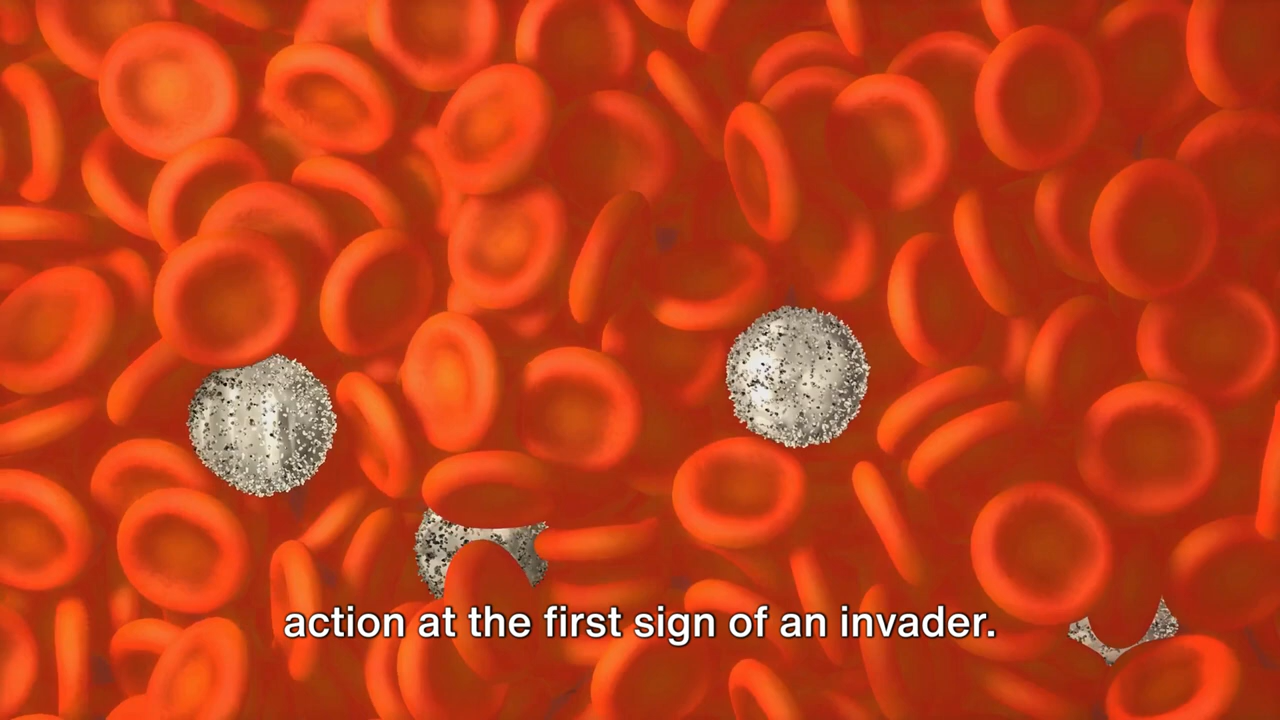 action at the first sign of an invader.